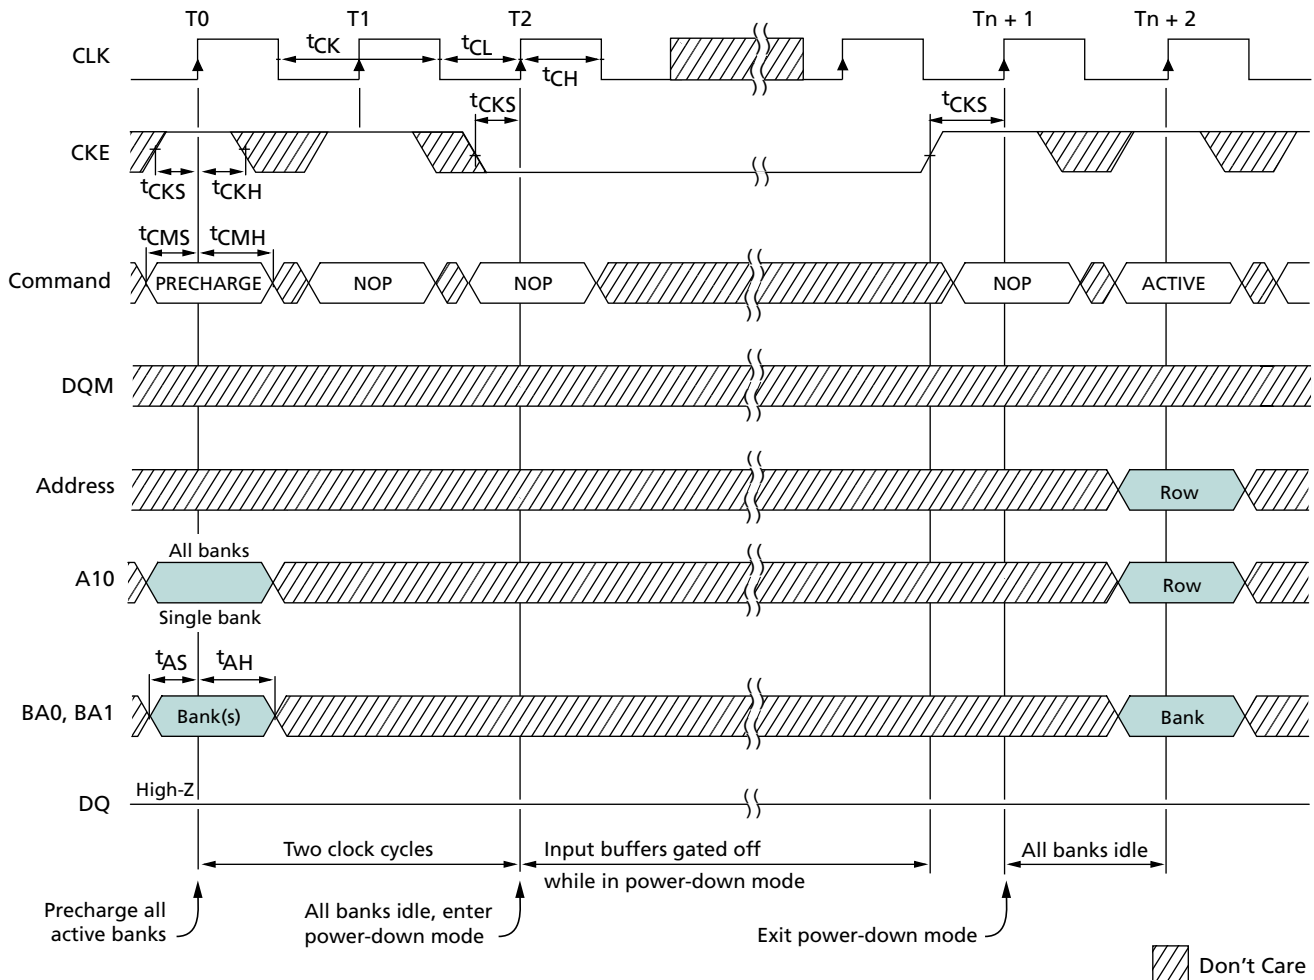 T0 T1 T2 Tn + 1 Tn + 2
CLK
tCK tCL
tCH
tCKS tCKS
CKE
tCKS tCKH
tCMS tCMH
Command PRECHARGE NOP NOP NOP ACTIVE
DQM
Address Row
All banks
A10 Row
Single bank
tAS tAH
BA0, BA1 Bank(s) Bank
High-Z
DQ
Two clock cycles
Input buffers gated off
while in power-down mode
All banks idle
Precharge all
active banks
All banks idle, enter
power-down mode
Exit power-down mode
Don't Care